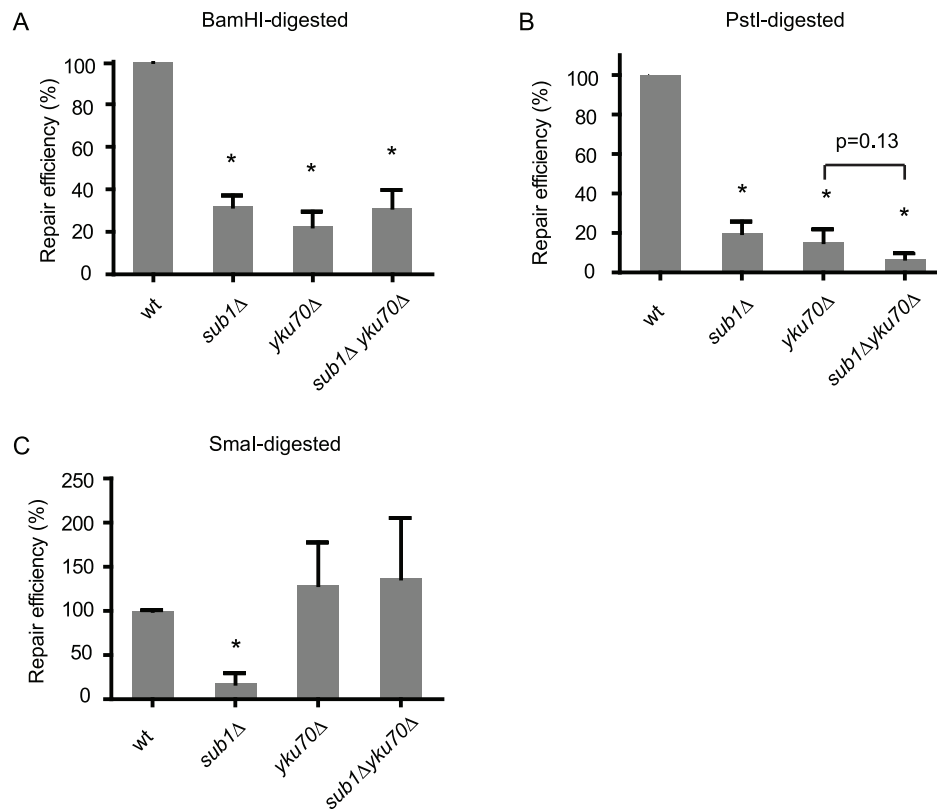 A
BamHI-digested
Repair efficiency (%)
100
80
60
40
20
0
*
*
*
wt
sub1Δ
yku70Δ
sub1Δ yku70Δ
B
PstI-digested
Repair efficiency (%)
100
80
60
40
20
0
p=0.13
*
*
*
wt
sub1Δ
yku70Δ
sub1Δyku70Δ
C
SmaI-digested
Repair efficiency (%)
250
200
150
100
50
0
*
wt
sub1Δ
yku70Δ
sub1Δyku70Δ